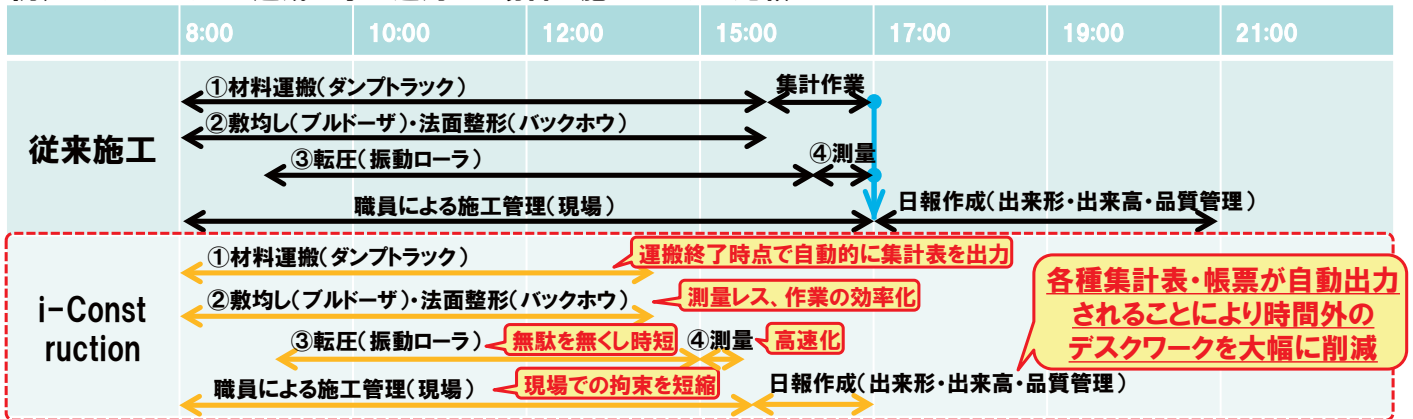 8:00 10:00 12:00 15:00 17:00 19:00 21:00
従来施工
①材料運搬(ダンプトラック)
集計作業
②敷均し(ブルドーザ)・法面整形(バックホウ)
③転圧(振動ローラ)
④測量
職員による施工管理(現場)
日報作成(出来形・出来高・品質管理)
i-Const
ruction
①材料運搬(ダンプトラック)
運搬終了時点で自動的に集計表を出力
②敷均し(ブルドーザ)・法面整形(バックホウ)
測量レス、作業の効率化
③転圧(振動ローラ)
無駄を無くし時短
④測量
高速化
職員による施工管理(現場)
現場での拘束を短縮
日報作成(出来形・出来高・品質管理)
各種集計表・帳票が自動出力
されることにより時間外の
デスクワークを大幅に削減